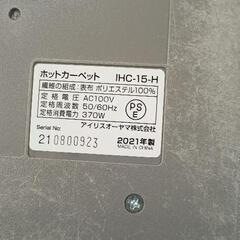 ホットカーペット IHC-15-H
繊維の組成:表布 ポリエステル100%
定格電圧 AC100V
定格周波数 50/60Hz
定格消費電力 370W
PSE
アイリスオーヤマ株式会社
Serial No: 2021年製
210800923 MADE IN CHINA